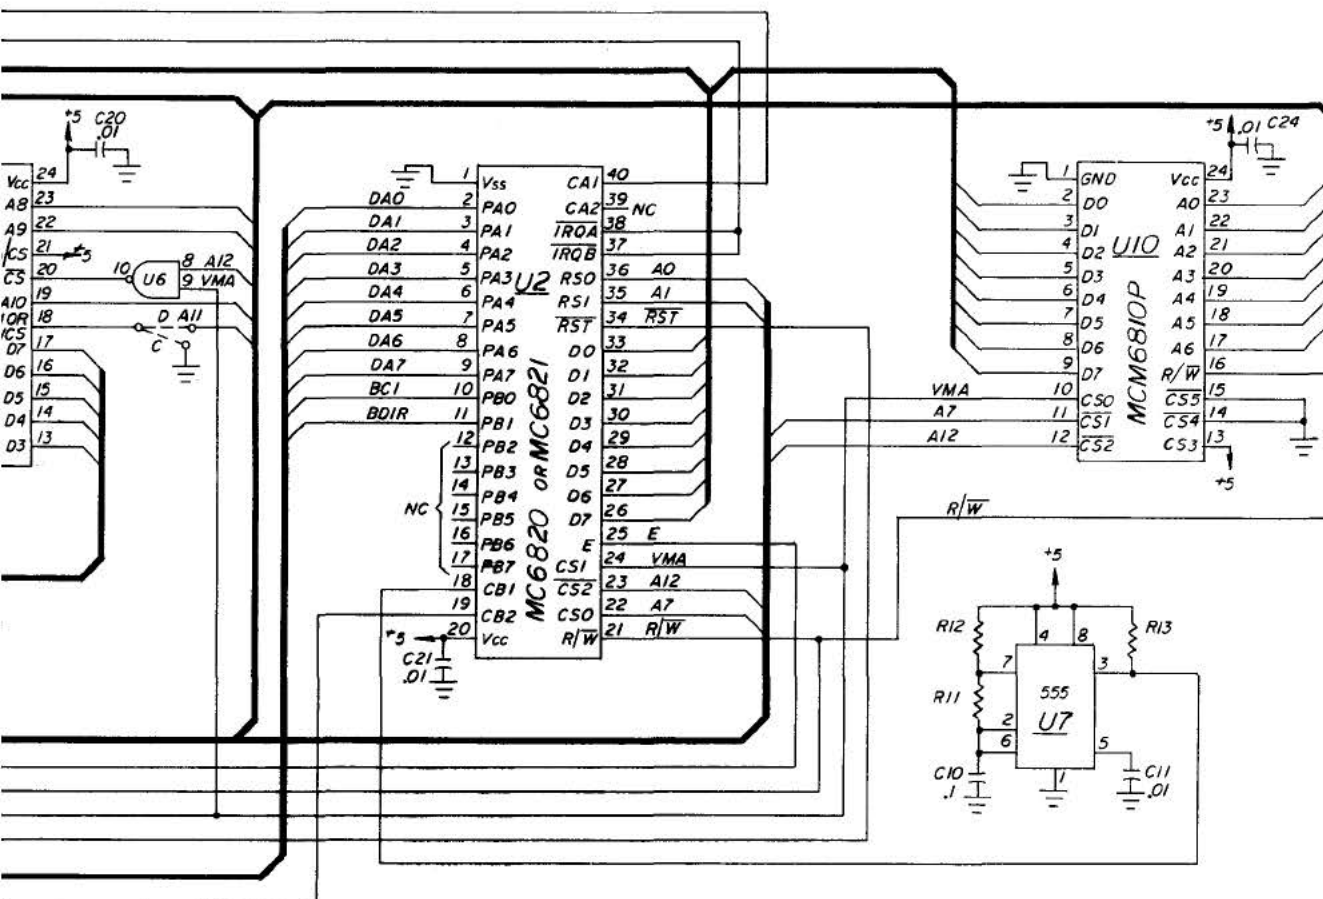 +5 C20
.01
24
Vcc
23
A8
22
A9
21
/CS
+5
20
CS
10
U6
8 A12
9 VMA
19
A10
18
1OR
D A11
C
CS
17
D7
16
D6
15
D5
14
D4
13
D3
1
Vss
CA1
40
DA0
2
PA0
CA2
39
NC
DA1
3
PA1
IRQA
38
DA2
4
PA2
IRQB
37
DA3
5
PA3
U2
RS0
36
A0
DA4
6
PA4
RS1
35
A1
DA5
7
PA5
RST
34
RST
DA6
8
PA6
D0
33
DA7
9
PA7
D1
32
BC1
10
PB0
D2
31
BDIR
11
PB1
D3
30
12
PB2
D4
29
13
PB3
D5
28
14
PB4
D6
27
NC
15
PB5
D7
26
16
PB6
E
25
E
17
PB7
CS1
24
VMA
18
CB1
CS2
23
A12
19
CB2
CS0
22
A7
+5
20
Vcc
R/W
21
R/W
MC6820 OR MC6821
C21
.01
+5
.01 C24
1
GND
Vcc
24
2
D0
A0
23
3
D1
A1
22
4
D2
U10
A2
21
5
D3
A3
20
6
D4
A4
19
7
D5
A5
18
8
D6
A6
17
9
D7
R/W
16
VMA
10
CS0
CS5
15
A7
11
CS1
CS4
14
A12
12
CS2
CS3
13
MCM6810P
+5
R/W
+5
R12
4
8
R13
7
3
R11
555
2
U7
6
5
C10
.1
1
C11
.01